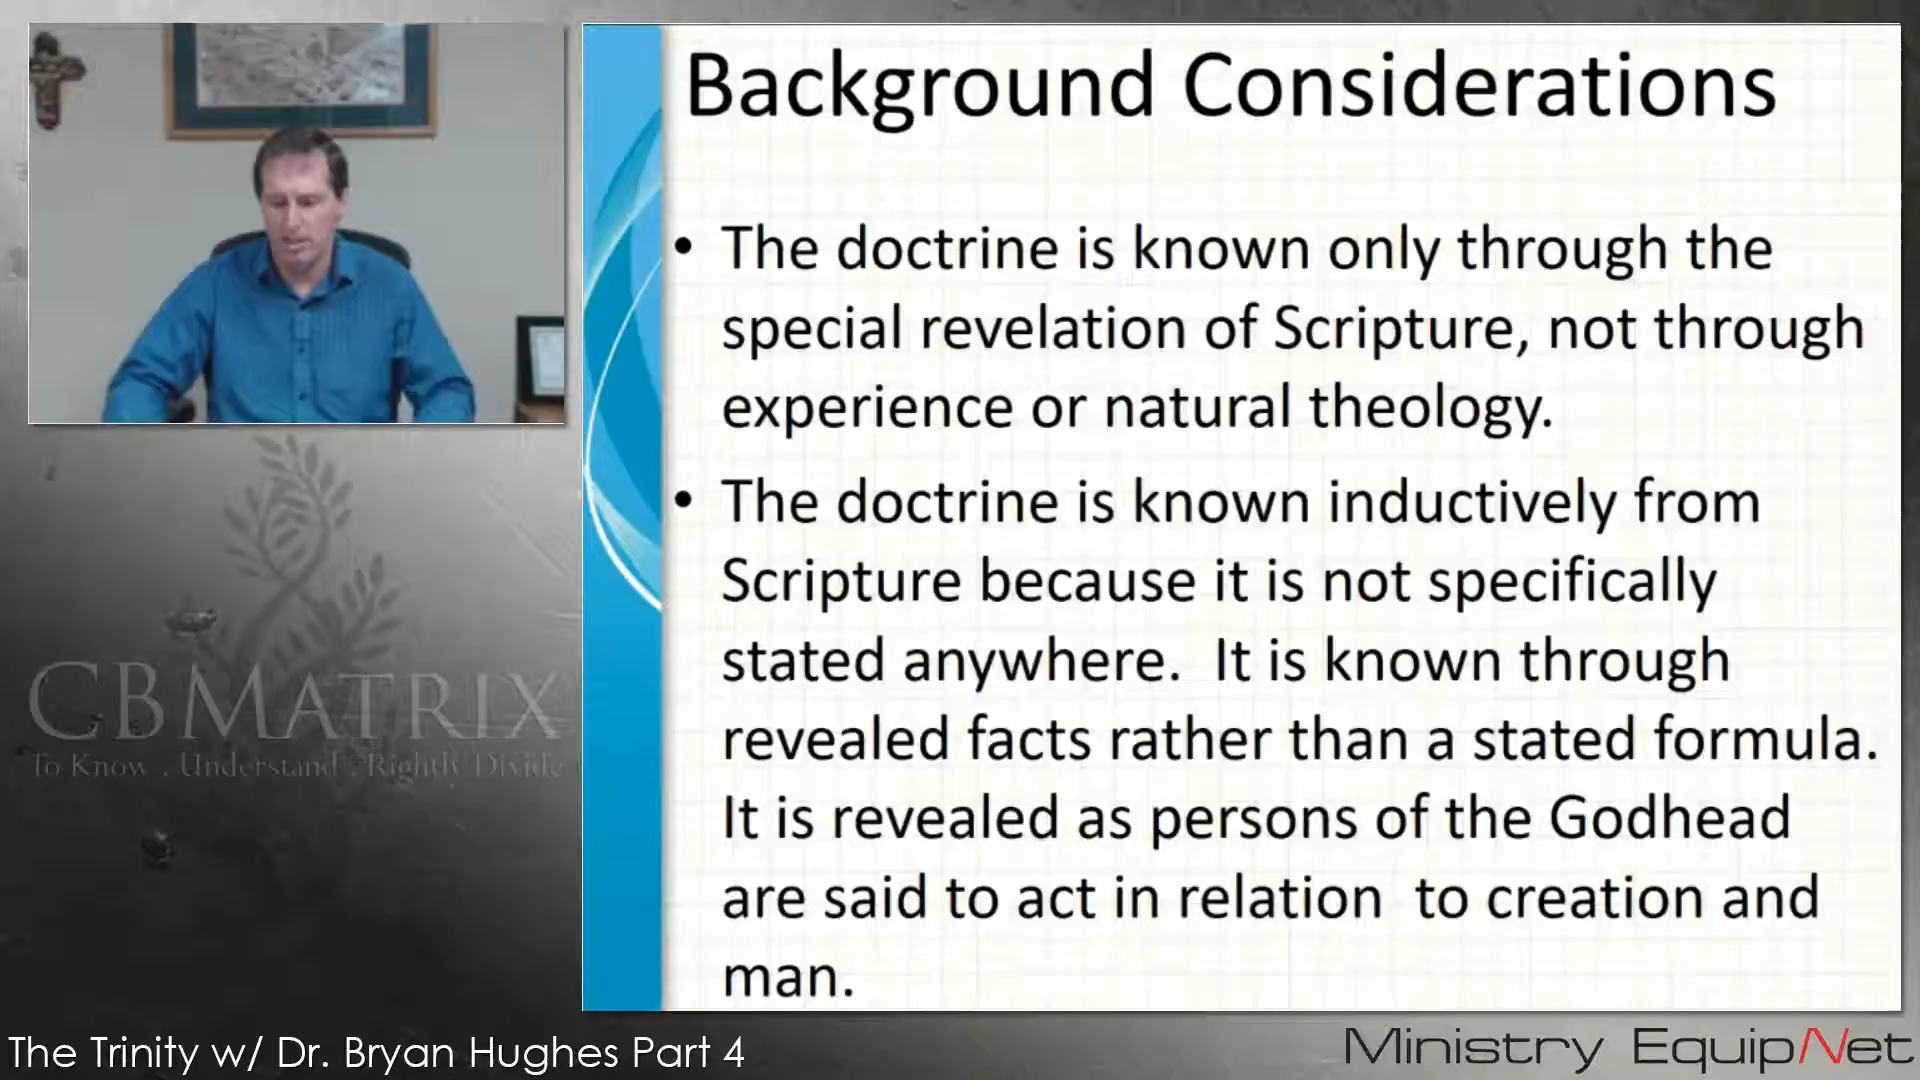 Background Considerations
• The doctrine is known only through the
special revelation of Scripture, not through
experience or natural theology.
• The doctrine is known inductively from
Scripture because it is not specifically
stated anywhere.  It is known through
revealed facts rather than a stated formula.
It is revealed as persons of the Godhead
are said to act in relation  to creation and
man.
CBMATRIX
To Know . Understand . Rightly Divide
The Trinity w/ Dr. Bryan Hughes Part 4
Ministry EquipNet